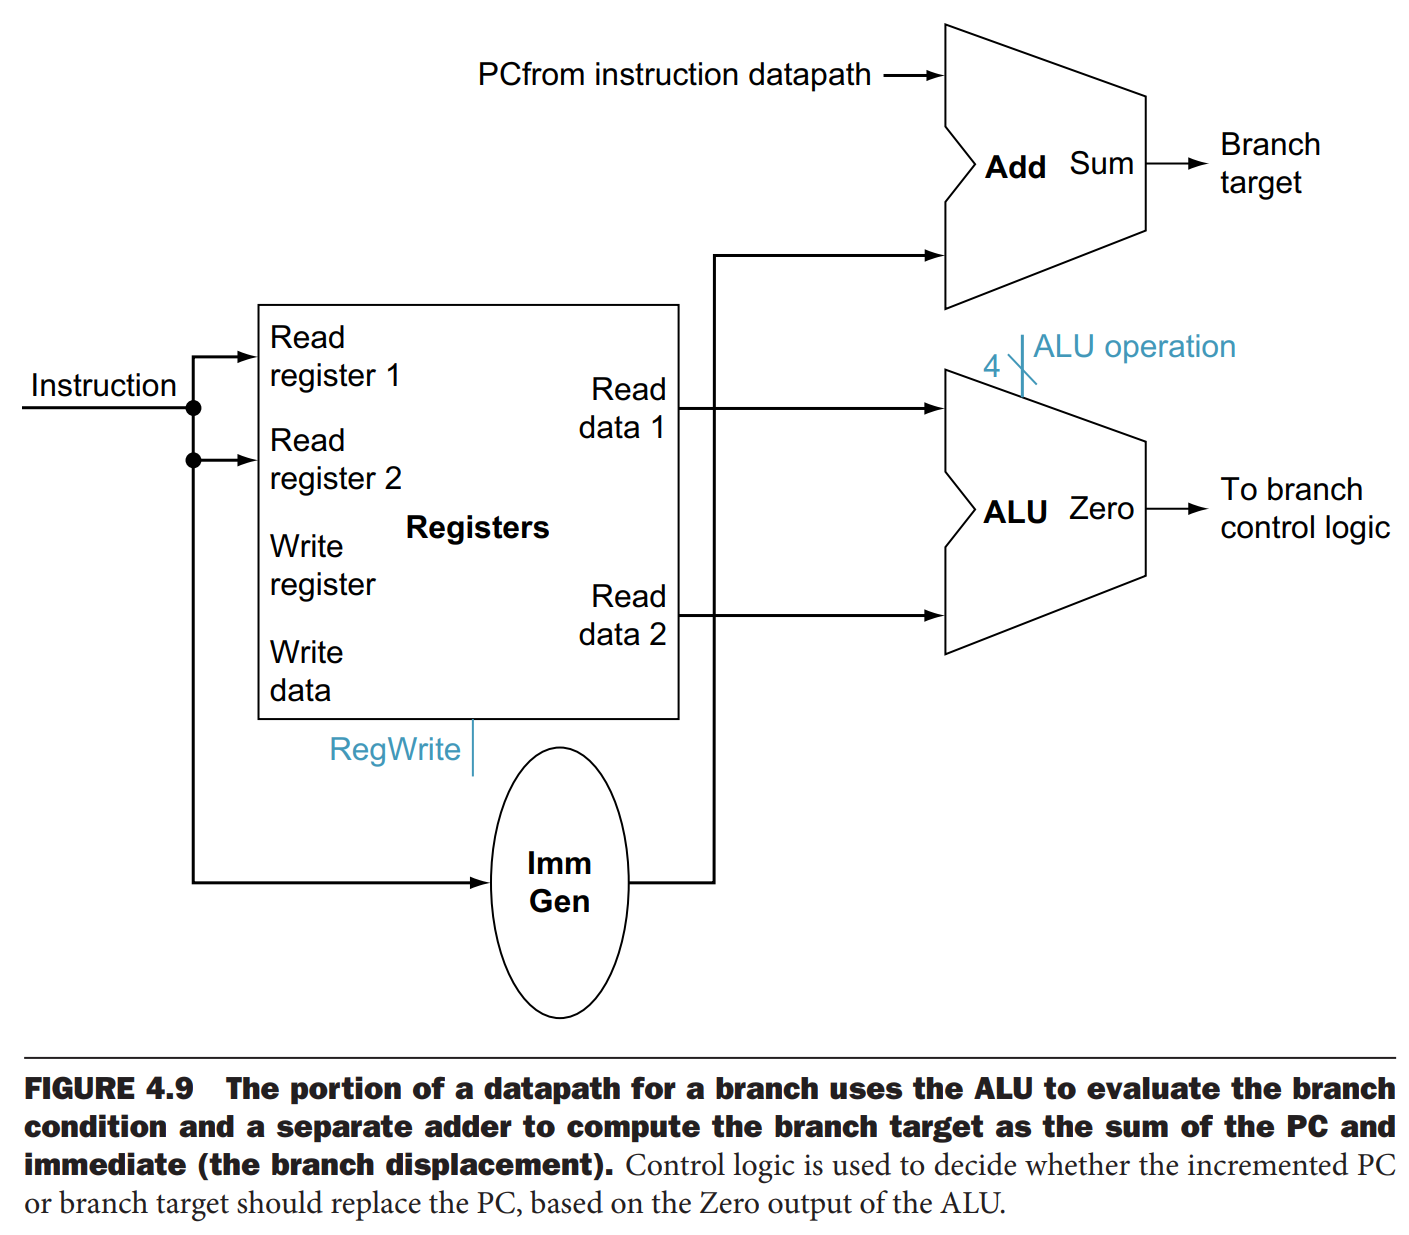 PCfrom instruction datapath
Add Sum
Branch
target
Instruction
Read
register 1
Read
register 2
Write
register
Write
data
Registers
Read
data 1
Read
data 2
RegWrite
Imm
Gen
4
ALU operation
ALU Zero
To branch
control logic
FIGURE 4.9 The portion of a datapath for a branch uses the ALU to evaluate the branch
condition and a separate adder to compute the branch target as the sum of the PC and
immediate (the branch displacement). Control logic is used to decide whether the incremented PC
or branch target should replace the PC, based on the Zero output of the ALU.